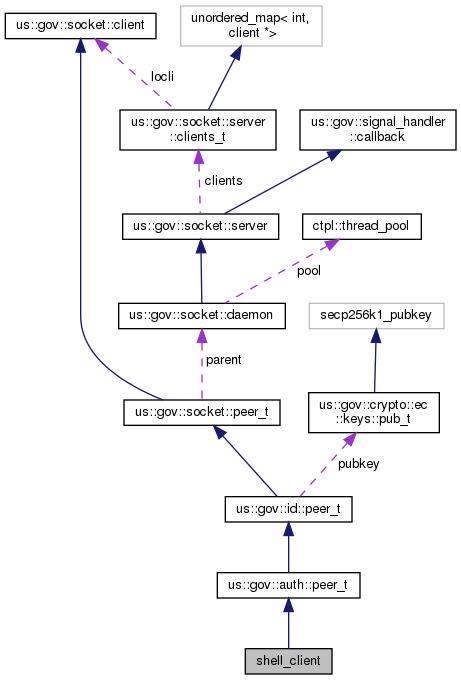 us::gov::socket::client
unordered_map< int,
client *>
locli
us::gov::socket::server
::clients_t
us::gov::signal_handler
::callback
clients
us::gov::socket::server
ctpl::thread_pool
pool
us::gov::socket::daemon
secp256k1_pubkey
parent
us::gov::socket::peer_t
us::gov::crypto::ec
::keys::pub_t
pubkey
us::gov::id::peer_t
us::gov::auth::peer_t
shell_client